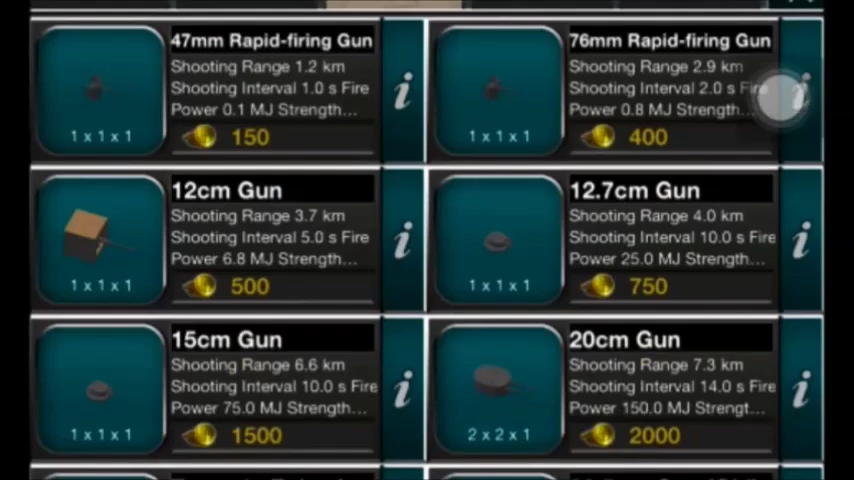 47mm Rapid-firing Gun
Shooting Range 1.2 km
Shooting Interval 1.0 s Fire
Power 0.1 MJ Strength...
1 x 1 x 1
150
i
76mm Rapid-firing Gun
Shooting Range 2.9 km
Shooting Interval 2.0 s Fire
Power 0.8 MJ Strength...
1 x 1 x 1
400
i
12cm Gun
Shooting Range 3.7 km
Shooting Interval 5.0 s Fire
Power 6.8 MJ Strength...
1 x 1 x 1
500
i
12.7cm Gun
Shooting Range 4.0 km
Shooting Interval 10.0 s Fire
Power 25.0 MJ Strength...
1 x 1 x 1
750
i
15cm Gun
Shooting Range 6.6 km
Shooting Interval 10.0 s Fire
Power 75.0 MJ Strength...
1 x 1 x 1
1500
i
20cm Gun
Shooting Range 7.3 km
Shooting Interval 14.0 s Fire
Power 150.0 MJ Strengt...
2 x 2 x 1
2000
i